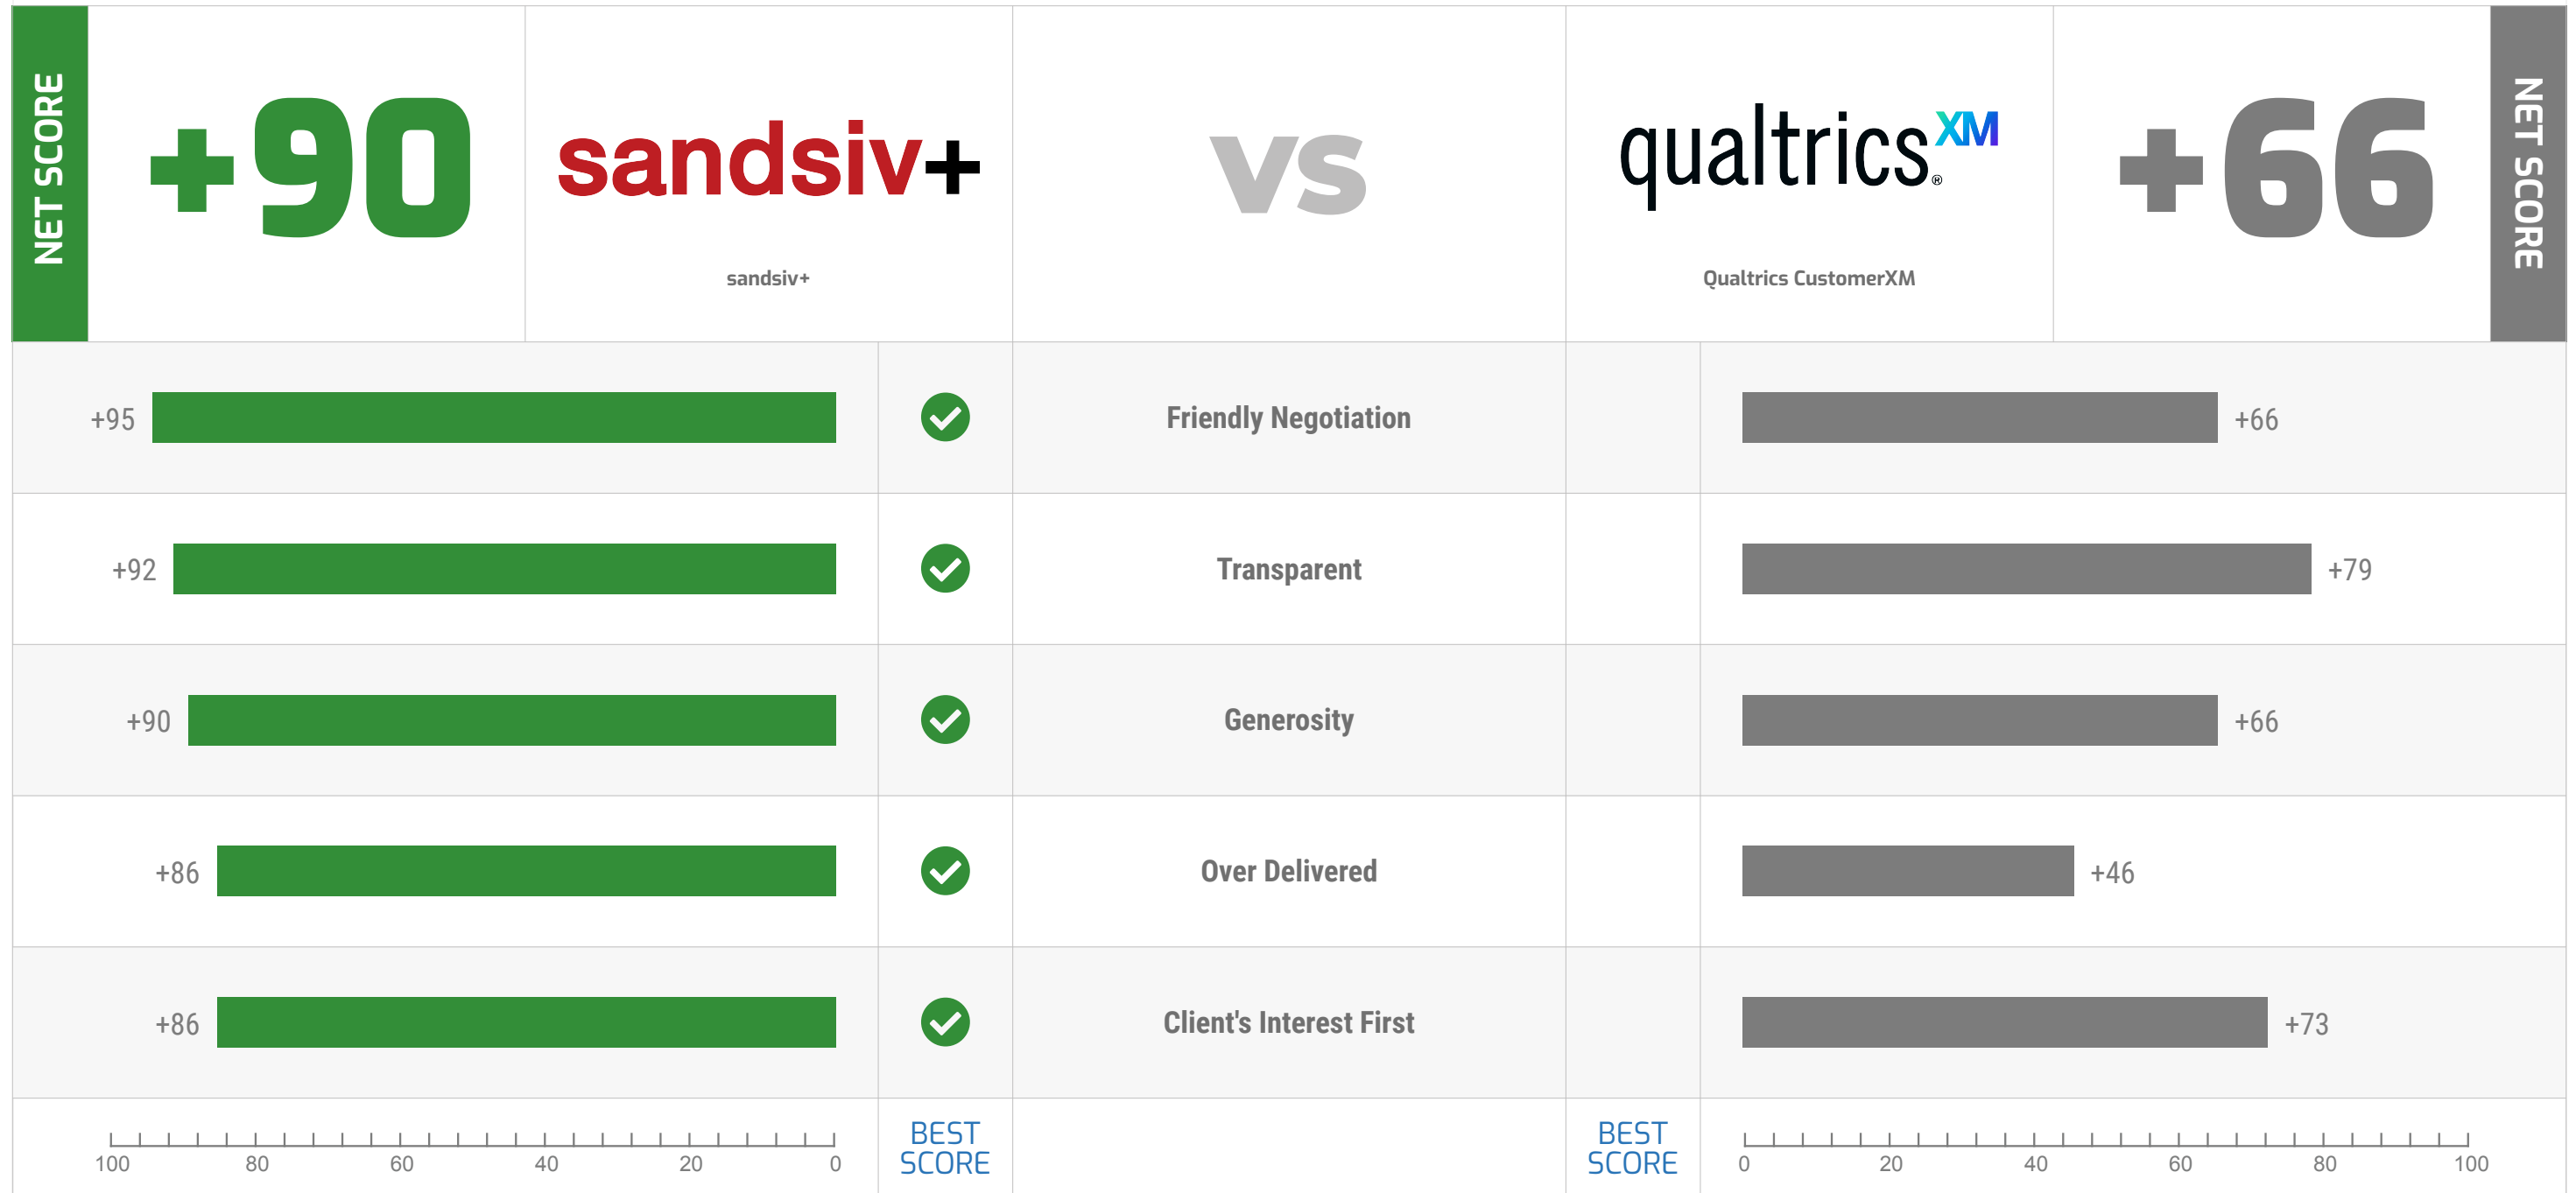 NET SCORE
+90
sandsiv+
sandsiv+
vs
qualtrics.XM
®
Qualtrics CustomerXM
+66
NET SCORE
+95
Friendly Negotiation
+66
+92
Transparent
+79
+90
Generosity
+66
+86
Over Delivered
+46
+86
Client's Interest First
+73
100 80 60 40 20 0
BEST
SCORE
BEST
SCORE
0 20 40 60 80 100